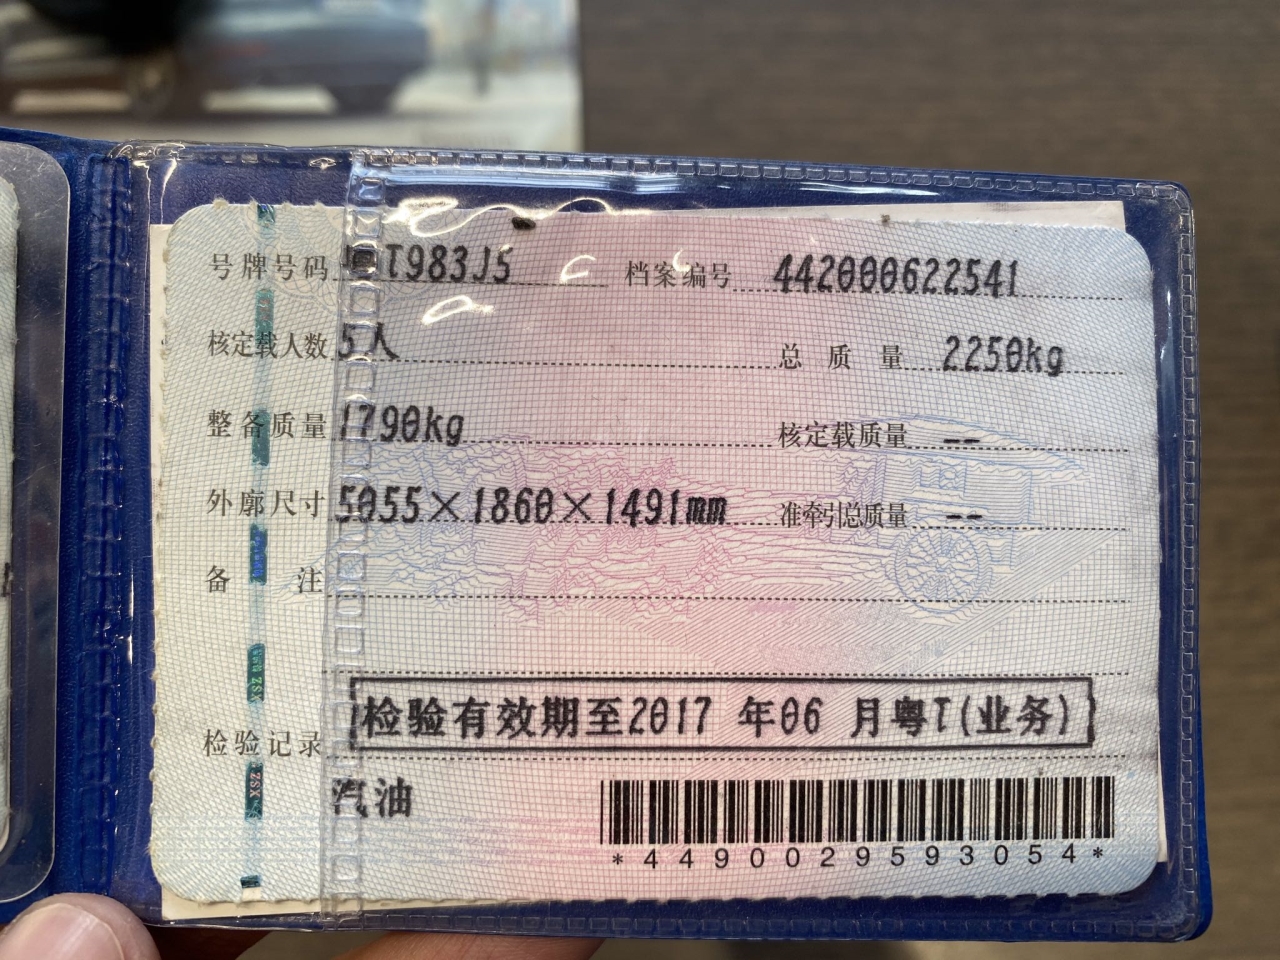 号牌号码 T983J5 档案编号 442000622541
核定载人数 5人 总质量 2250kg
整备质量 1790kg 核定载质量 --
外廓尺寸 5055×1860×1491mm 准牵引总质量 --
备注
检验记录 检验有效期至2017 年06 月粤T(业务)
汽油
*4490029593054*